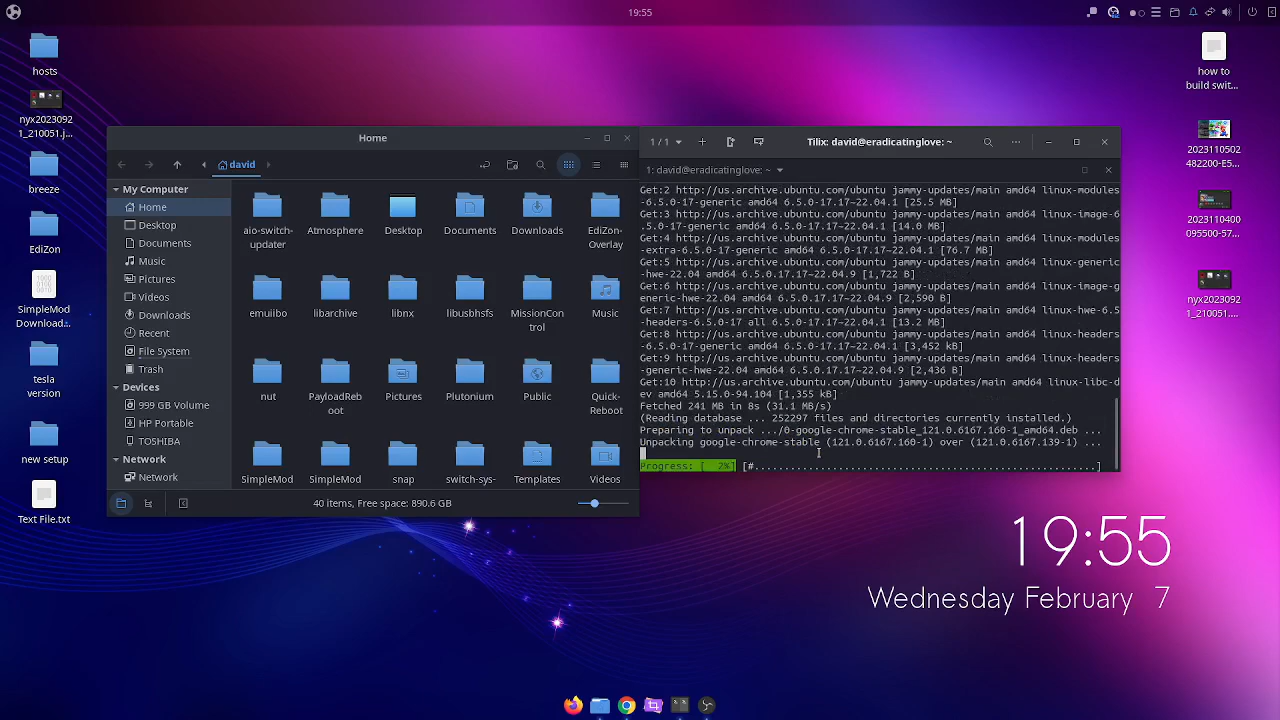 19:55
hosts
nyx2023092
1_210051.j...
breeze
EdiZon
SimpleMod
Download...
tesla
version
new setup
Text File.txt
Home
david
My Computer
Home
Desktop
Documents
Music
Pictures
Videos
Downloads
Recent
File System
Trash
Devices
999 GB Volume
HP Portable
TOSHIBA
Network
Network
aio-switch-
updater
Atmosphere
Desktop
Documents
Downloads
EdiZon-
Overlay
emuiibo
libarchive
libnx
libusbhsfs
MissionCon
trol
Music
nut
PayloadReb
oot
Pictures
Plutonium
Public
Quick-
Reboot
SimpleMod
SimpleMod
snap
switch-sys-
Templates
Videos
40 items, Free space: 890.6 GB
1 / 1
Tilix: david@eradicatinglove: ~
1: david@eradicatinglove: ~
Get:2 http://us.archive.ubuntu.com/ubuntu jammy-updates/main amd64 linux-modules
-6.5.0-17-generic amd64 6.5.0-17.17~22.04.1 [25.5 MB]
Get:3 http://us.archive.ubuntu.com/ubuntu jammy-updates/main amd64 linux-image-6
.5.0-17-generic amd64 6.5.0-17.17~22.04.1 [14.0 MB]
Get:4 http://us.archive.ubuntu.com/ubuntu jammy-updates/main amd64 linux-modules
-extra-6.5.0-17-generic amd64 6.5.0-17.17~22.04.1 [76.7 MB]
Get:5 http://us.archive.ubuntu.com/ubuntu jammy-updates/main amd64 linux-generic
-hwe-22.04 amd64 6.5.0.17.17~22.04.9 [1,722 B]
Get:6 http://us.archive.ubuntu.com/ubuntu jammy-updates/main amd64 linux-image-g
eneric-hwe-22.04 amd64 6.5.0.17.17~22.04.9 [2,590 B]
Get:7 http://us.archive.ubuntu.com/ubuntu jammy-updates/main amd64 linux-hwe-6.5
-headers-6.5.0-17 all 6.5.0-17.17~22.04.1 [13.2 MB]
Get:8 http://us.archive.ubuntu.com/ubuntu jammy-updates/main amd64 linux-headers
-6.5.0-17-generic amd64 6.5.0-17.17~22.04.1 [3,452 kB]
Get:9 http://us.archive.ubuntu.com/ubuntu jammy-updates/main amd64 linux-headers
-generic-hwe-22.04 amd64 6.5.0.17.17~22.04.9 [2,436 B]
Get:10 http://us.archive.ubuntu.com/ubuntu jammy-updates/main amd64 linux-libc-d
ev amd64 5.15.0-94.104 [1,355 kB]
Fetched 241 MB in 8s (31.1 MB/s)
(Reading database ... 252297 files and directories currently installed.)
Preparing to unpack .../0-google-chrome-stable_121.0.6167.160-1_amd64.deb ...
Unpacking google-chrome-stable (121.0.6167.160-1) over (121.0.6167.139-1) ...
Progress: [ 2%] [#.........................................................]
how to
build swit...
2023110502
482200-E5...
2023110400
095500-57...
nyx2023092
1_210051....
19:55
Wednesday February 7